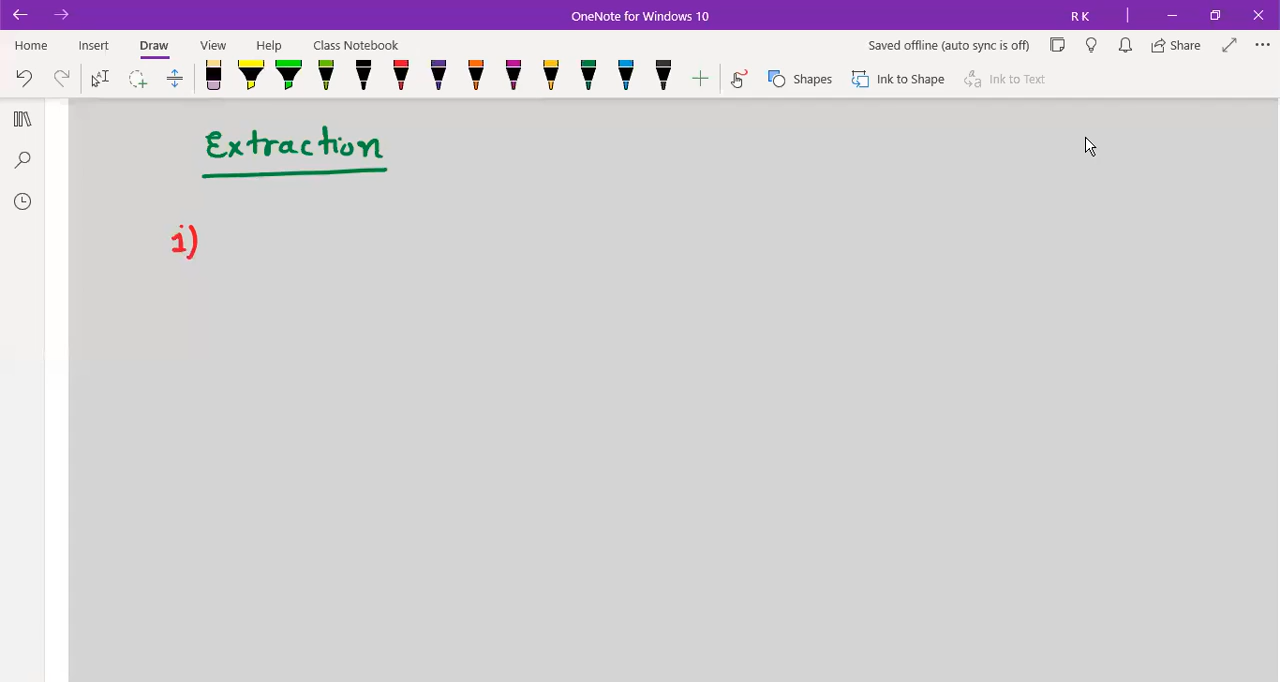 OneNote for Windows 10
R K
Home Insert Draw View Help Class Notebook
Saved offline (auto sync is off) Share
Shapes Ink to Shape Ink to Text
Extraction
i)